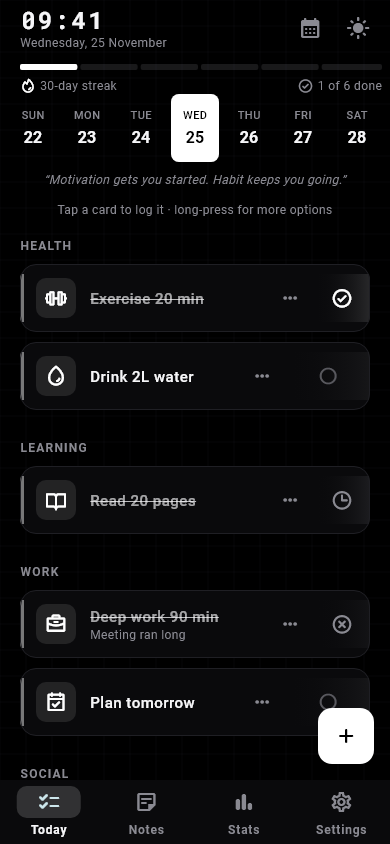 09:41
Wednesday, 25 November
30-day streak
1 of 6 done
SUN MON TUE WED THU FRI SAT
22 23 24 25 26 27 28
“Motivation gets you started. Habit keeps you going.”
Tap a card to log it · long-press for more options
HEALTH
Exercise 20 min
Drink 2L water
LEARNING
Read 20 pages
WORK
Deep work 90 min
Meeting ran long
Plan tomorrow
SOCIAL
Today Notes Stats Settings